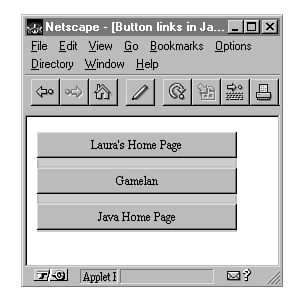 Netscape - [Button links in Ja...
File Edit View Go Bookmarks Options
Directory Window Help
Laura's Home Page
Gamelan
Java Home Page
Applet